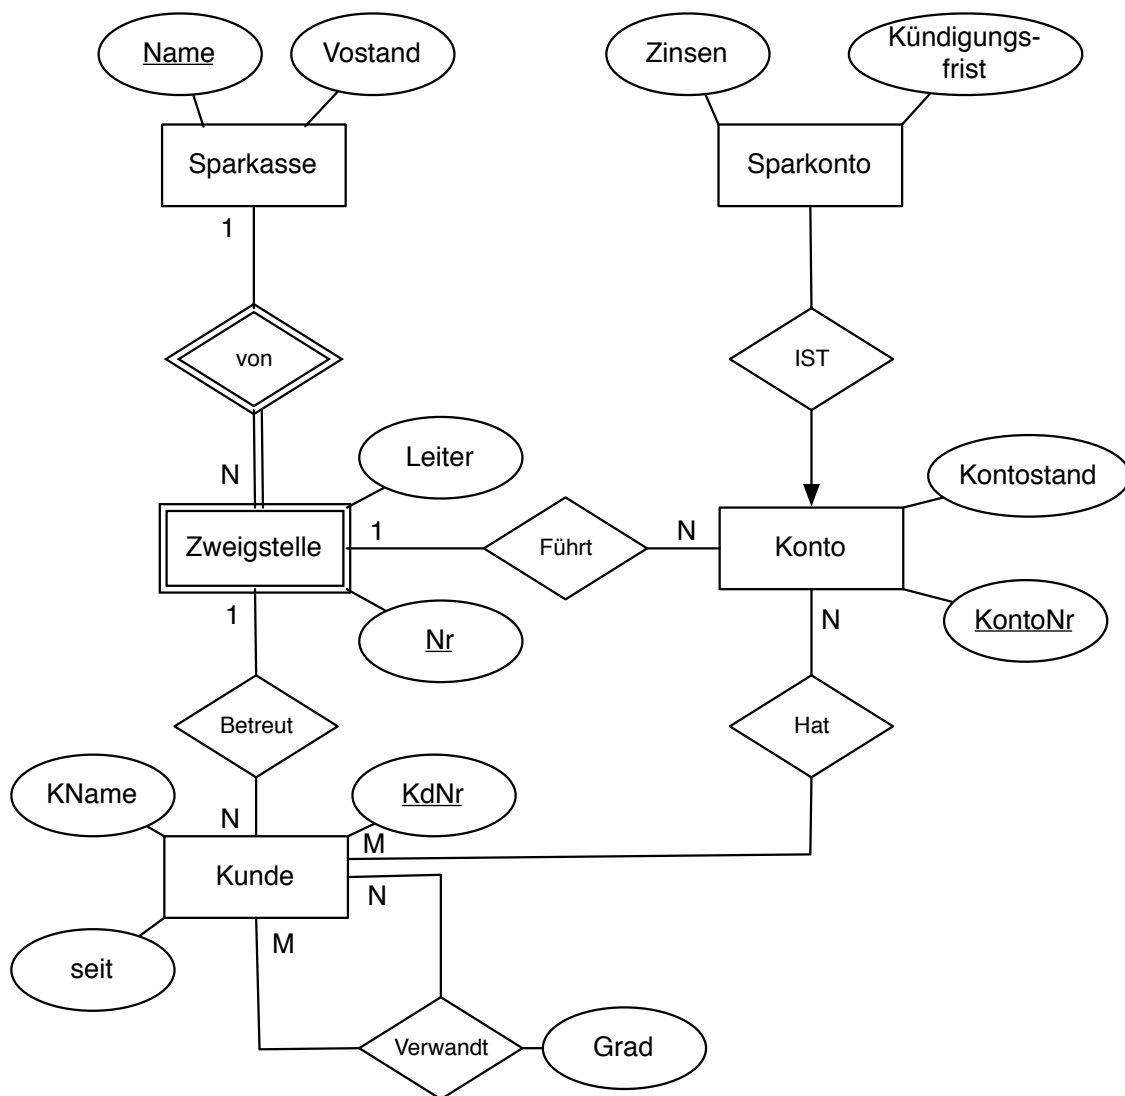 Name
Vostand
Zinsen
Kündigungs-
frist
Sparkasse
Sparkonto
1
von
IST
N
Leiter
Kontostand
Zweigstelle
1
Führt
N
Konto
1
Nr
N
KontoNr
Betreut
Hat
KName
KdNr
N
M
Kunde
N
M
seit
Verwandt
Grad